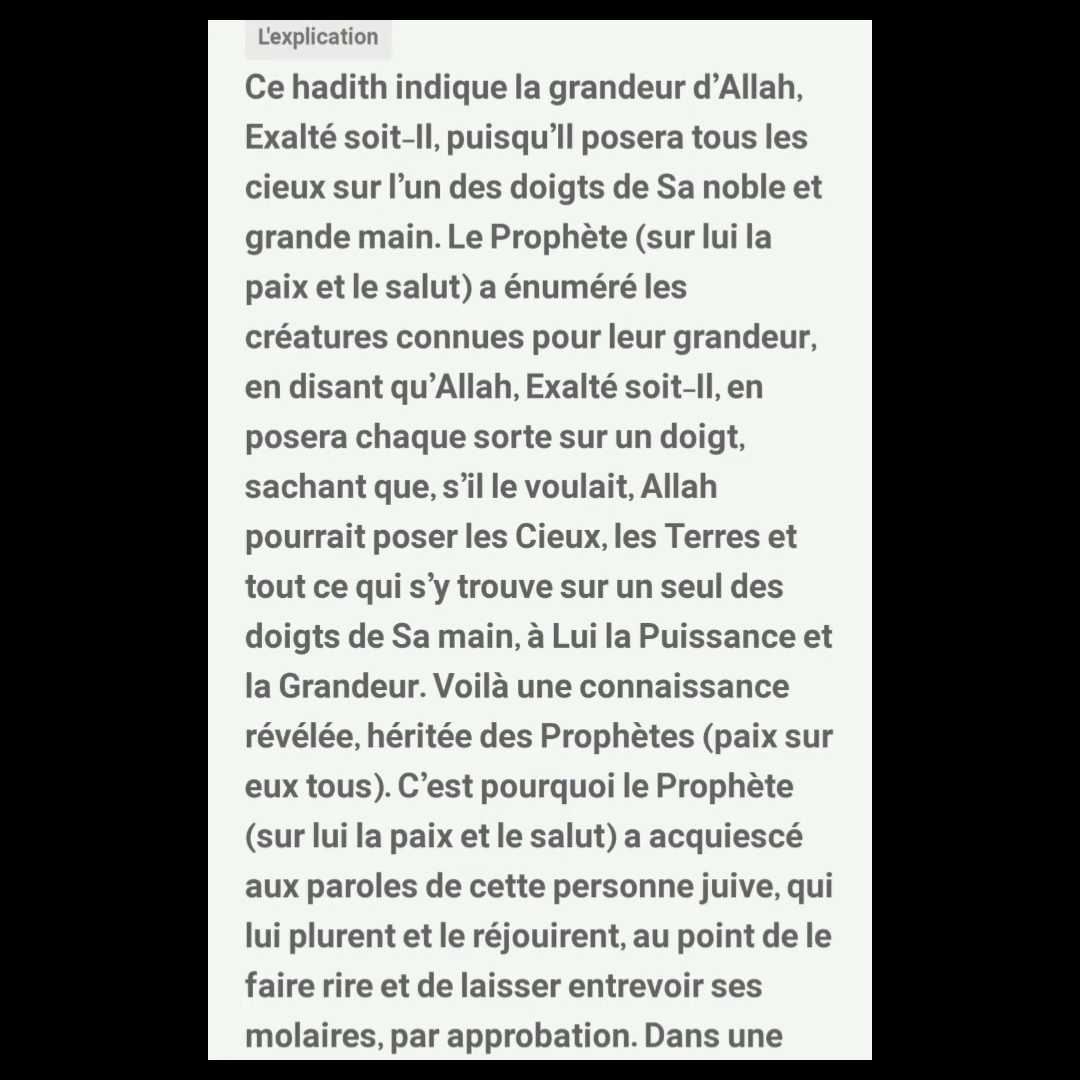 L'explication
Ce hadith indique la grandeur d’Allah,
Exalté soit-Il, puisqu’Il posera tous les
cieux sur l’un des doigts de Sa noble et
grande main. Le Prophète (sur lui la
paix et le salut) a énuméré les
créatures connues pour leur grandeur,
en disant qu’Allah, Exalté soit-Il, en
posera chaque sorte sur un doigt,
sachant que, s’il le voulait, Allah
pourrait poser les Cieux, les Terres et
tout ce qui s’y trouve sur un seul des
doigts de Sa main, à Lui la Puissance et
la Grandeur. Voilà une connaissance
révélée, héritée des Prophètes (paix sur
eux tous). C’est pourquoi le Prophète
(sur lui la paix et le salut) a acquiescé
aux paroles de cette personne juive, qui
lui plurent et le réjouirent, au point de le
faire rire et de laisser entrevoir ses
molaires, par approbation. Dans une